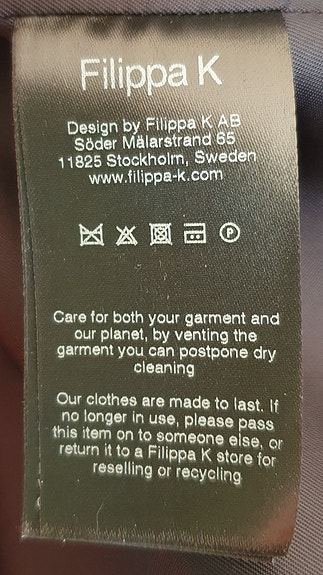 Filippa K
Design by Filippa K AB
Söder Mälarstrand 65
11825 Stockholm, Sweden
www.filippa-k.com
P
Care for both your garment and
our planet, by venting the
garment you can postpone dry
cleaning
Our clothes are made to last. If
no longer in use, please pass
this item on to someone else, or
return it to a Filippa K store for
reselling or recycling